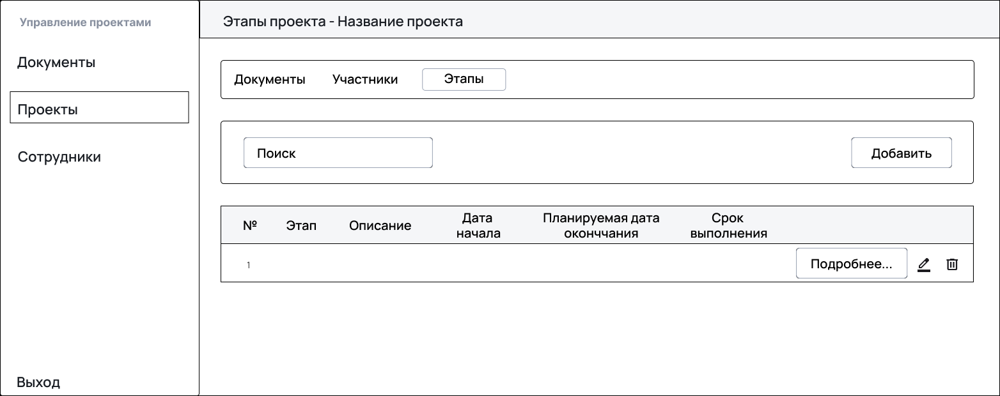 Управление проектами
Документы
Проекты
Сотрудники
Выход
Этапы проекта - Название проекта
Документы Участники Этапы
Поиск Добавить
№ Этап Описание Дата начала Планируемая дата оконччания Срок выполнения
1 Подробнее...